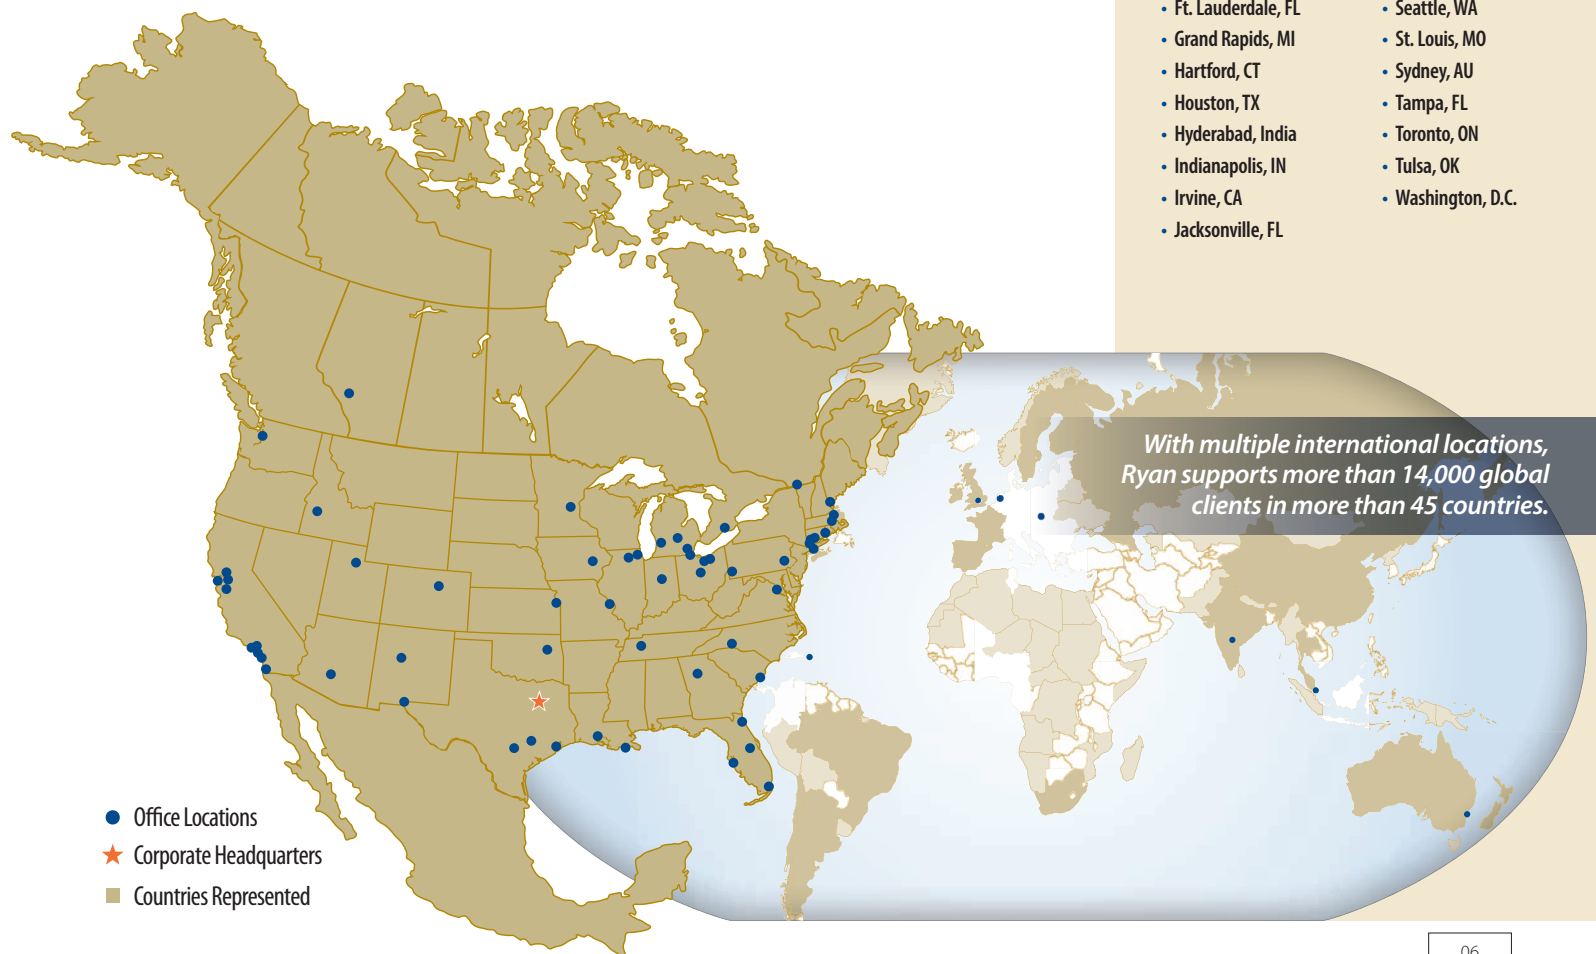 • Ft. Lauderdale, FL
• Grand Rapids, MI
• Hartford, CT
• Houston, TX
• Hyderabad, India
• Indianapolis, IN
• Irvine, CA
• Jacksonville, FL
• Seattle, WA
• St. Louis, MO
• Sydney, AU
• Tampa, FL
• Toronto, ON
• Tulsa, OK
• Washington, D.C.
With multiple international locations,
Ryan supports more than 14,000 global
clients in more than 45 countries.
Office Locations
Corporate Headquarters
Countries Represented
06